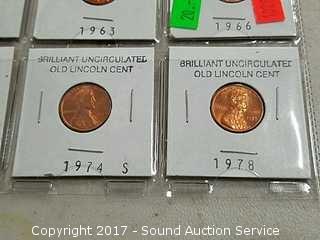 1963
1966
20.
BRILLIANT UNCIRCULATED
OLD LINCOLN CENT
1974 S
BRILLIANT UNCIRCULATED
OLD LINCOLN CENT
1978
Copyright 2017 - Sound Auction Service